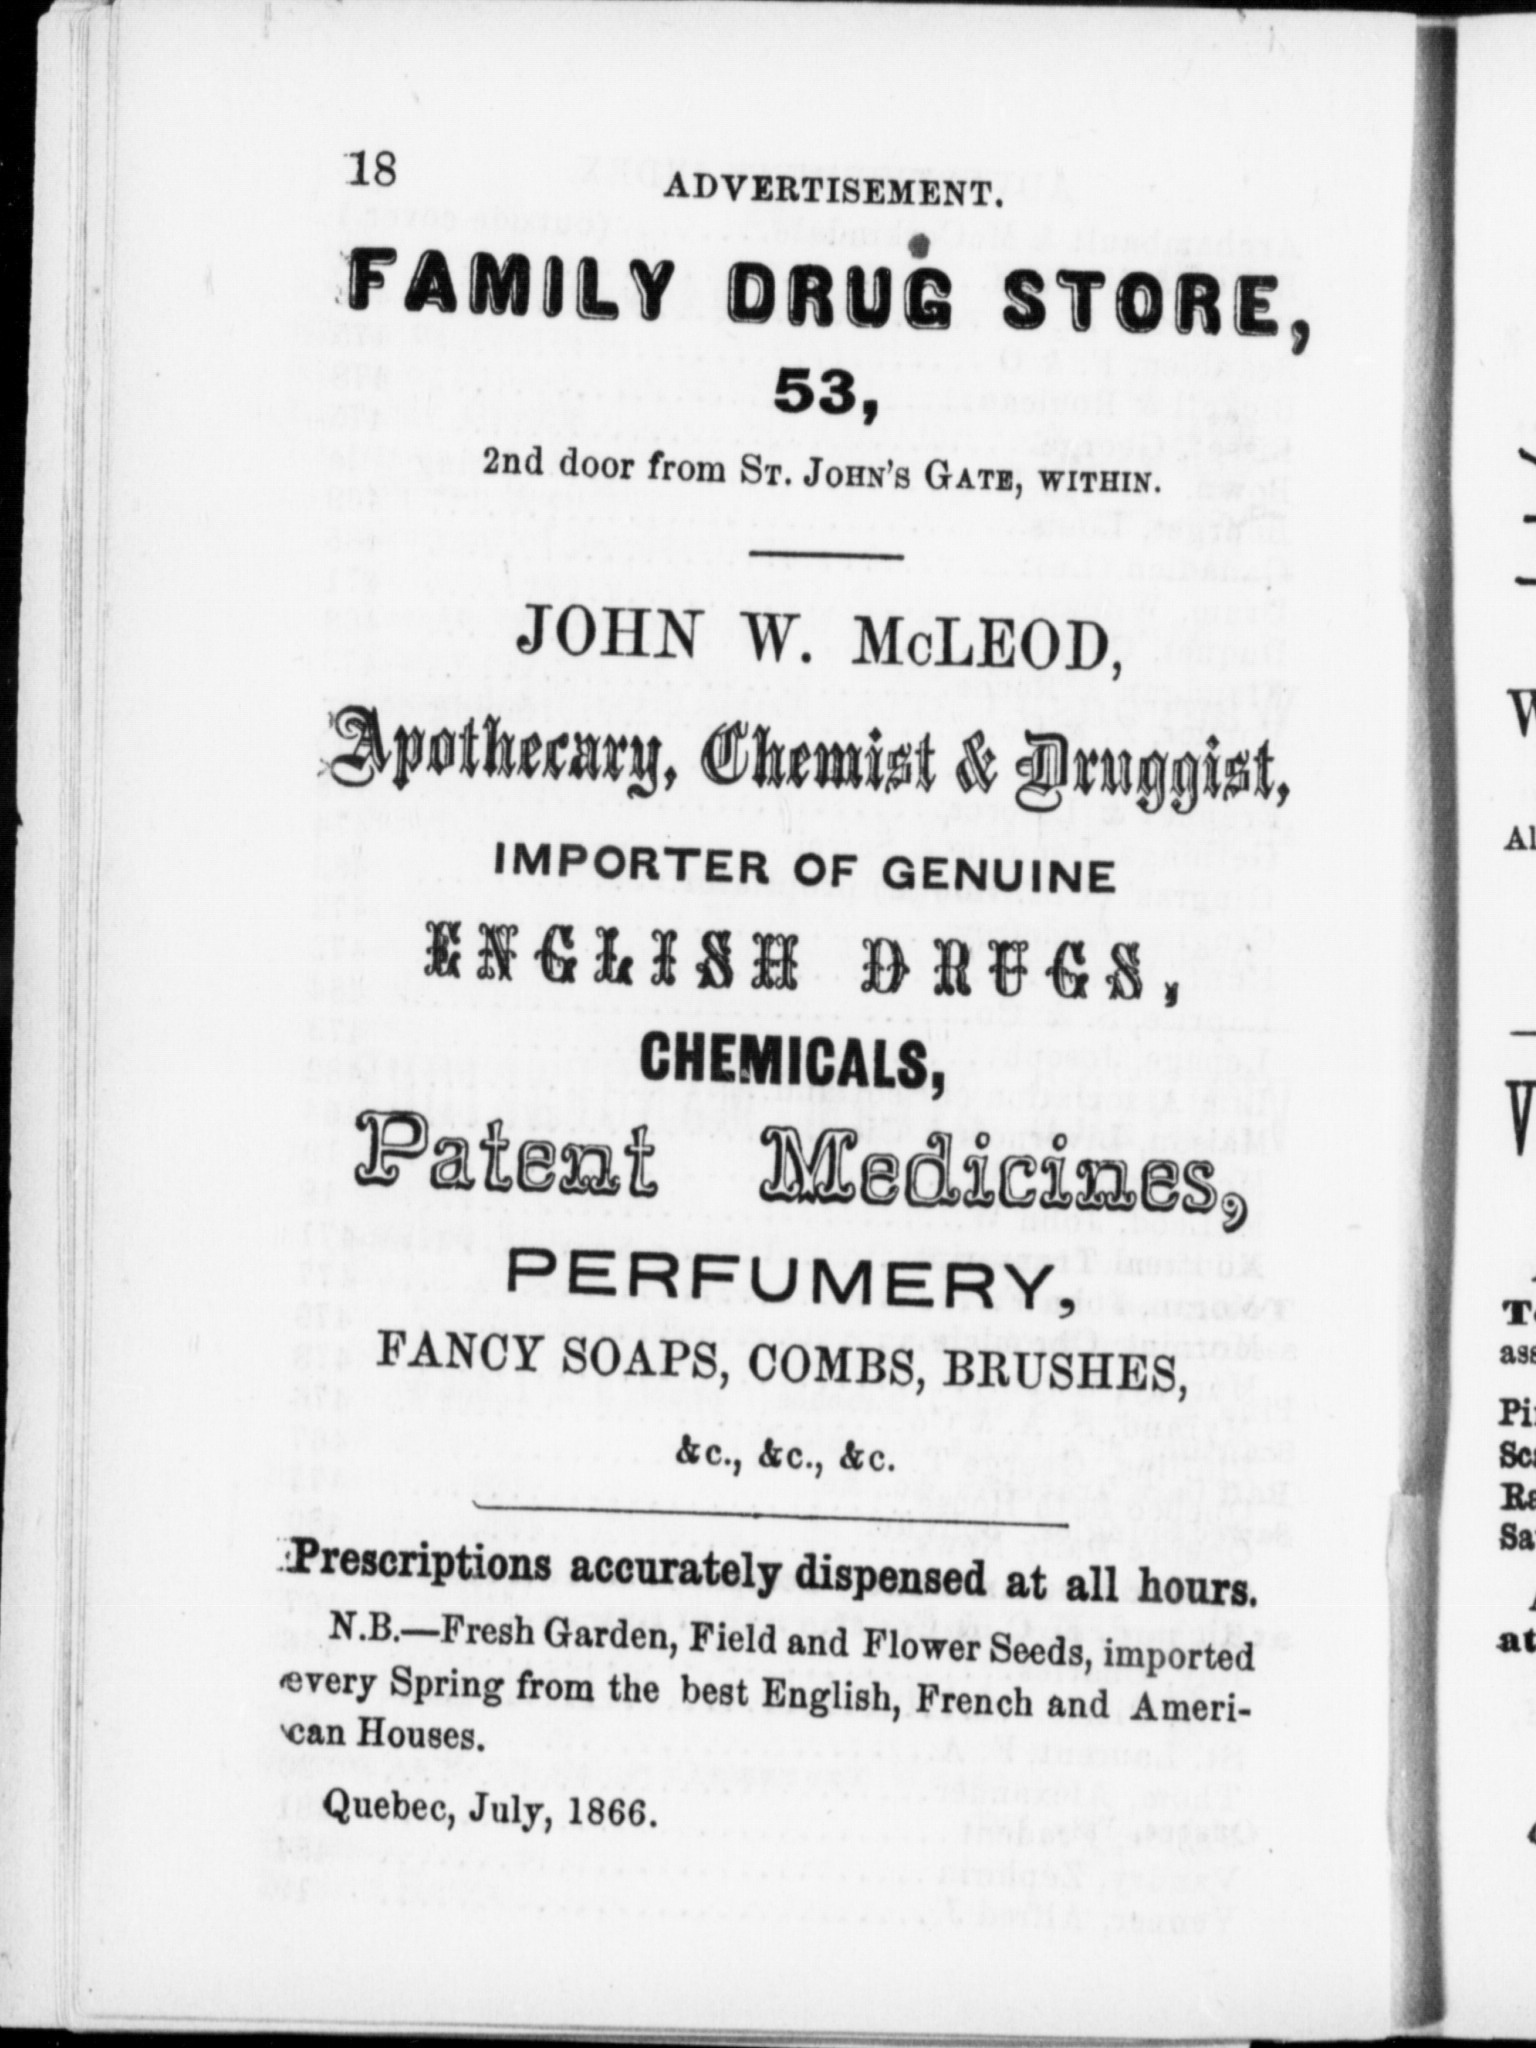 18
ADVERTISEMENT.
FAMILY DRUG STORE,
53,
2nd door from ST. JOHN'S GATE, WITHIN.
JOHN W. McLEOD,
Apothecary, Chemist & Druggist,
IMPORTER OF GENUINE
ENGLISH DRUGS,
CHEMICALS,
Patent Medicines,
PERFUMERY,
FANCY SOAPS, COMBS, BRUSHES,
&c., &c., &c.
Prescriptions accurately dispensed at all hours.
N.B.—Fresh Garden, Field and Flower Seeds, imported
every Spring from the best English, French and Ameri-
can Houses.
Quebec, July, 1866.